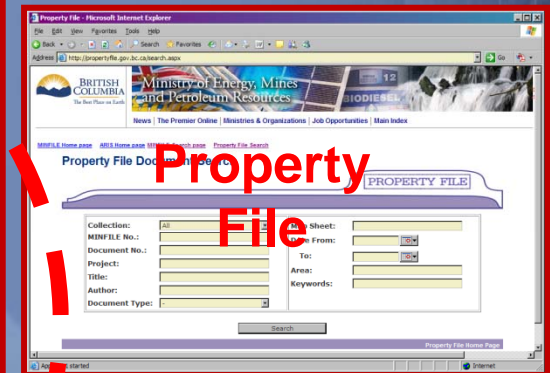 Property File - Microsoft Internet Explorer
File Edit View Favorites Tools Help
Back Search Favorites
Address http://propertyfile.gov.bc.ca/search.aspx Go
BRITISH COLUMBIA
The Best Place on Earth
Ministry of Energy, Mines
and Petroleum Resources
12
BIODIESEL
News | The Premier Online | Ministries & Organizations | Job Opportunities | Main Index
MINFILE Home page ARIS Home page MINFILE Search page Property File Search
Property File Document Search
Property
File
PROPERTY FILE
Collection: All
MINFILE No.:
Document No.:
Project:
Title:
Author:
Document Type: -
Map Sheet:
Date From:
To:
Area:
Keywords:
Search
Property File Home Page
started
Internet